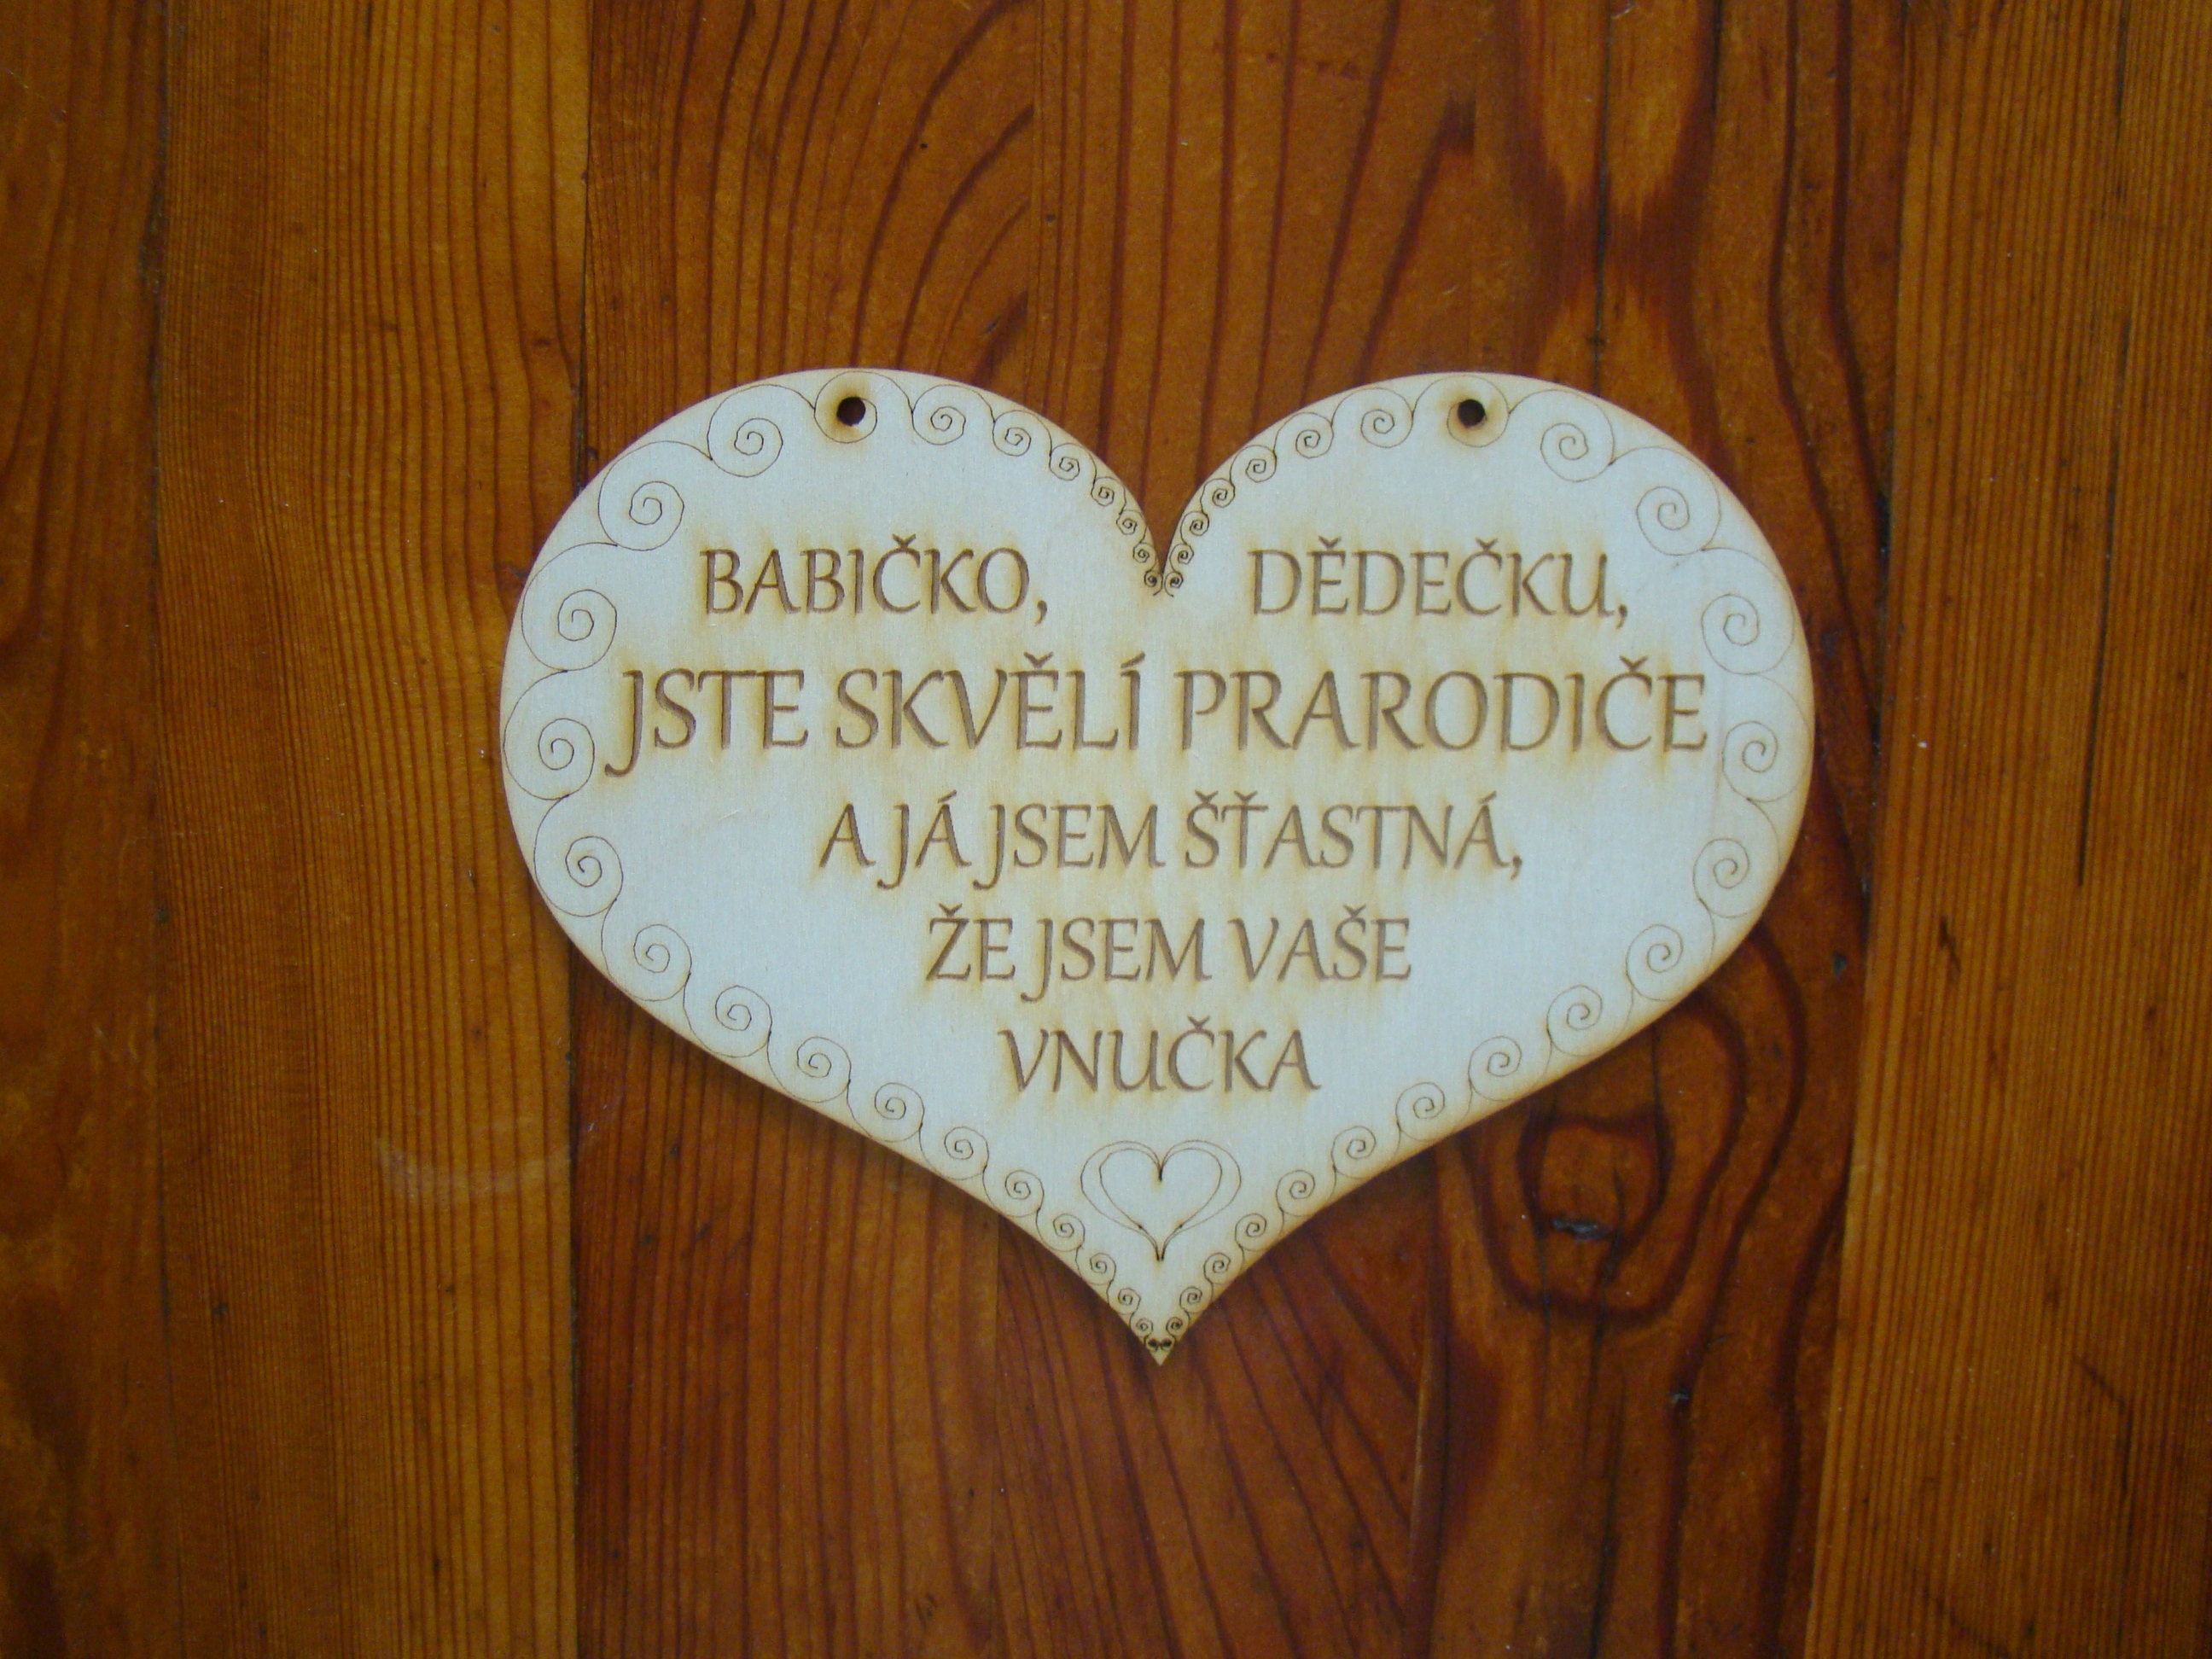 BABIČKO, DĚDEČKU,
JSTE SKVĚLÍ PRARODIČE
A JÁ JSEM ŠŤASTNÁ,
ŽE JSEM VAŠE
VNUČKA